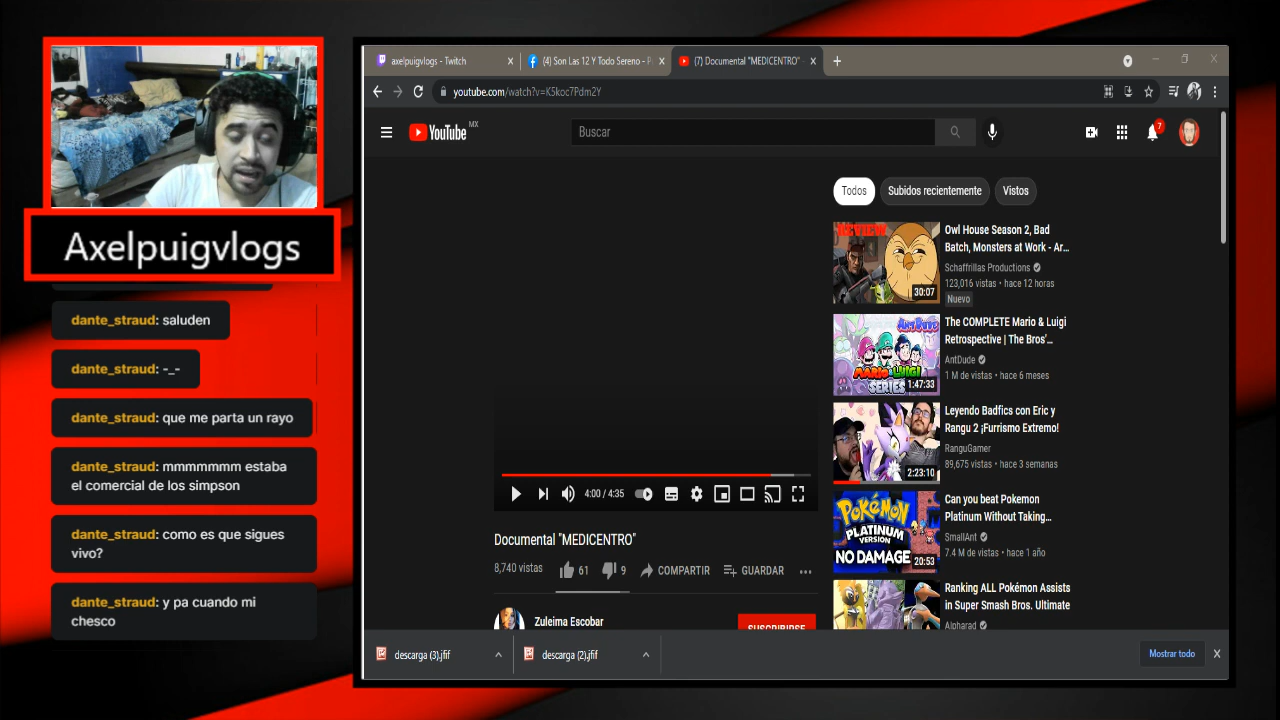 axelpuigvlogs - Twitch
(4) Son Las 12 Y Todo Sereno - P
(7) Documental "MEDICENTRO"
youtube.com/watch?v=K5koc7Pdm2Y
YouTube MX
Buscar
7
Axelpuigvlogs
dante_straud: saluden
dante_straud: -_-
dante_straud: que me parta un rayo
dante_straud: mmmmmmm estaba
el comercial de los simpson
dante_straud: como es que sigues
vivo?
dante_straud: y pa cuando mi
chesco
4:00 / 4:35
Documental "MEDICENTRO"
8,740 vistas
61
9
COMPARTIR
GUARDAR
Zuleima Escobar
SUSCRIBIRSE
Todos
Subidos recientemente
Vistos
REVIEW
30:07
Owl House Season 2, Bad
Batch, Monsters at Work - Ar...
Schaffrillas Productions
123,016 vistas • hace 12 horas
Nuevo
ANTDUDE
MARIO & LUIGI
SERIES
1:47:33
The COMPLETE Mario & Luigi
Retrospective | The Bros'...
AntDude
1 M de vistas • hace 6 meses
2:23:10
Leyendo Badfics con Eric y
Rangu 2 ¡Furrismo Extremo!
RanguGamer
89,675 vistas • hace 3 semanas
POKÉMON
PLATINUM VERSION
NO DAMAGE
20:53
Can you beat Pokemon
Platinum Without Taking...
SmallAnt
7.4 M de vistas • hace 1 año
Ranking ALL Pokémon Assists
in Super Smash Bros. Ultimate
Alpharad
descarga (3).jfif
descarga (2).jfif
Mostrar todo